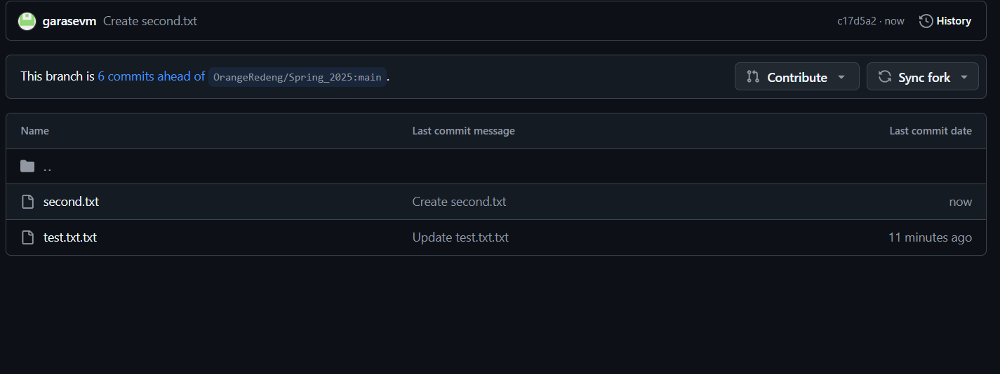 garasevm Create second.txt c17d5a2 · now History
This branch is 6 commits ahead of OrangeRedeng/Spring_2025:main . Contribute Sync fork
Name Last commit message Last commit date
..
second.txt Create second.txt now
test.txt.txt Update test.txt.txt 11 minutes ago